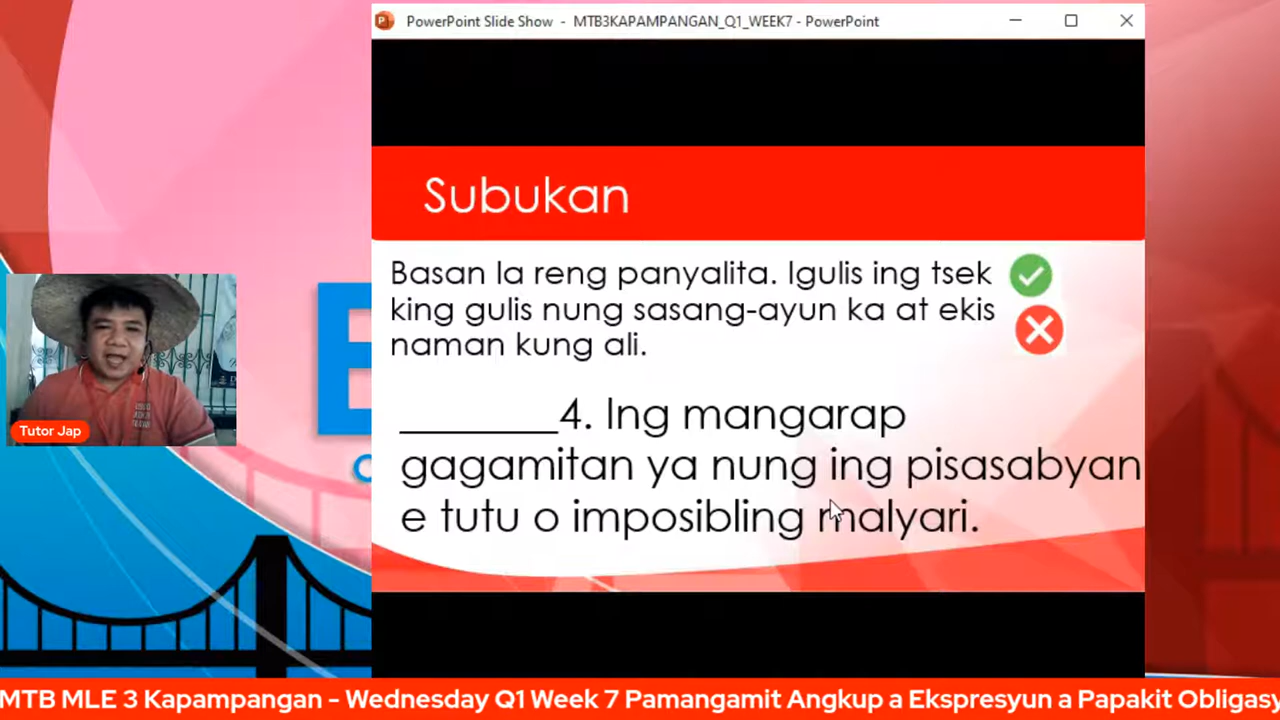 PowerPoint Slide Show - MTB3KAPAMPANGAN_Q1_WEEK7 - PowerPoint
Subukan
Basan la reng panyalita. Igulis ing tsek
king gulis nung sasang-ayun ka at ekis
naman kung ali.
________4. Ing mangarap
gagamitan ya nung ing pisasabyan
e tutu o imposibling malyari.
Tutor Jap
MTB MLE 3 Kapampangan - Wednesday Q1 Week 7 Pamangamit Angkup a Ekspresyun a Papakit Obligasy